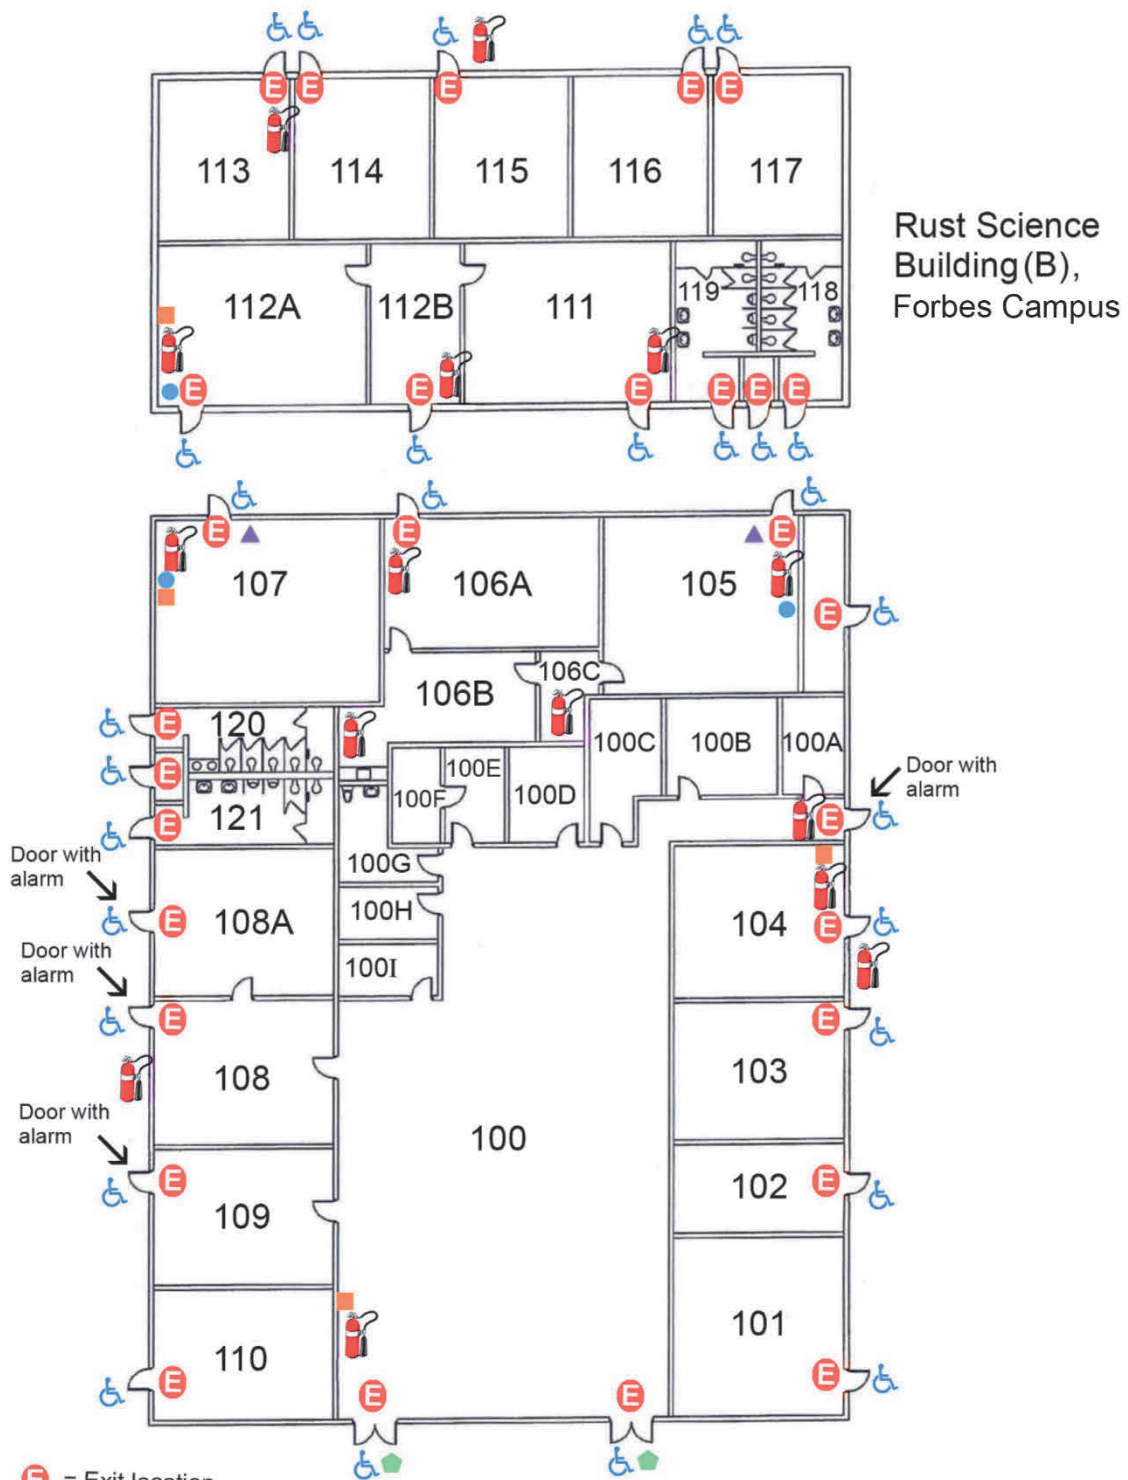 E E E E E
113 114 115 116 117
Rust Science
Building (B),
Forbes Campus
112A 112B 111 119 118
E E E E E E
E E E
107 106A 105
E
106C
106B
E 120 100C 100B 100A
E 100E
100F 100D
Door with
alarm
E
121 E
Door with
alarm
100G
E 108A 100H 104 E
Door with
alarm
100I
E E
108 103
Door with
alarm
100
E 102 E
109
101
110
E E E E
E = Exit location